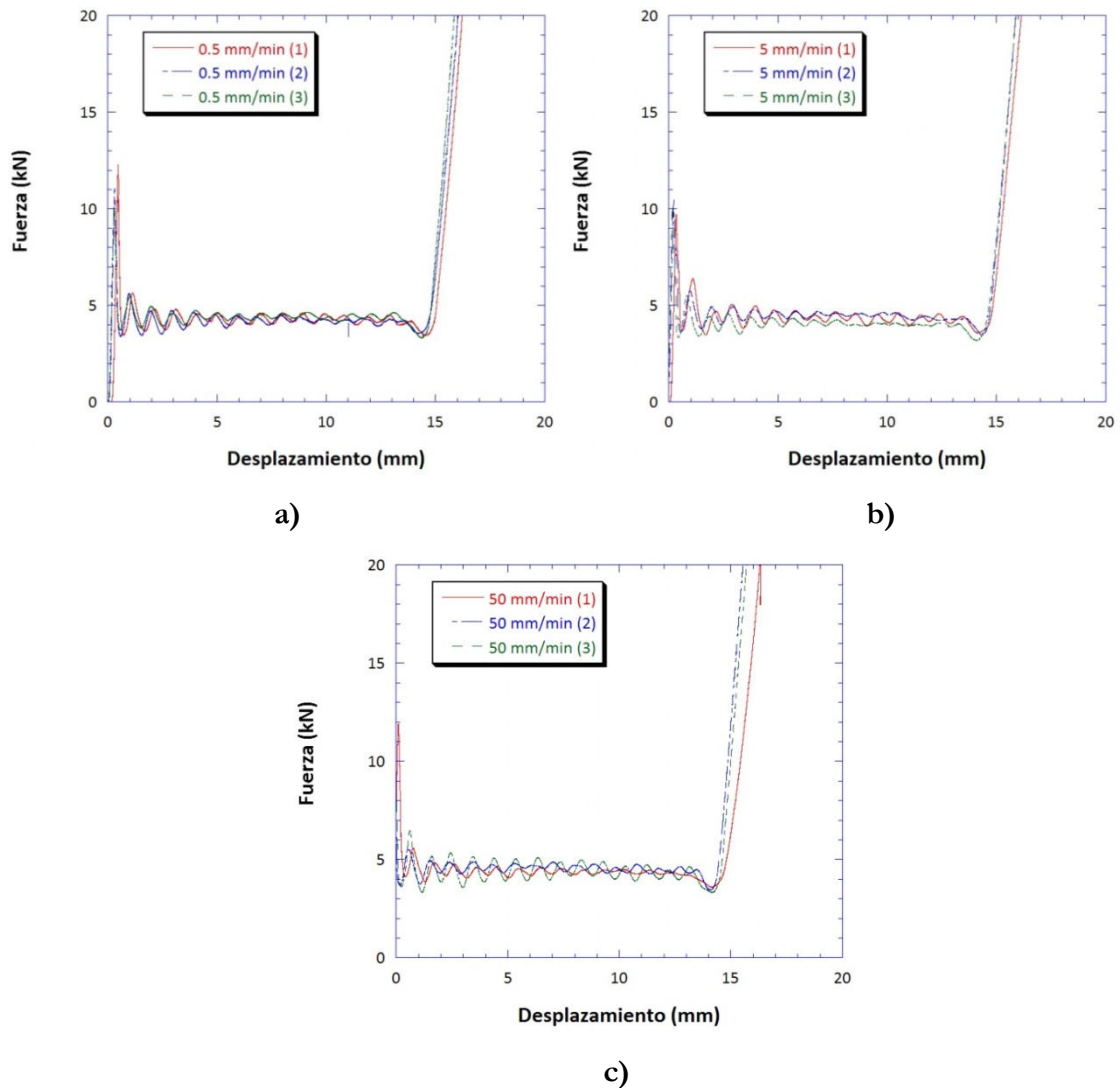 20
15
10
5
0
Fuerza (kN)
0.5 mm/min (1)
0.5 mm/min (2)
0.5 mm/min (3)
0 5 10 15 20
Desplazamiento (mm)
a)
20
15
10
5
0
Fuerza (kN)
5 mm/min (1)
5 mm/min (2)
5 mm/min (3)
0 5 10 15 20
Desplazamiento (mm)
b)
20
15
10
5
0
Fuerza (kN)
50 mm/min (1)
50 mm/min (2)
50 mm/min (3)
0 5 10 15 20
Desplazamiento (mm)
c)